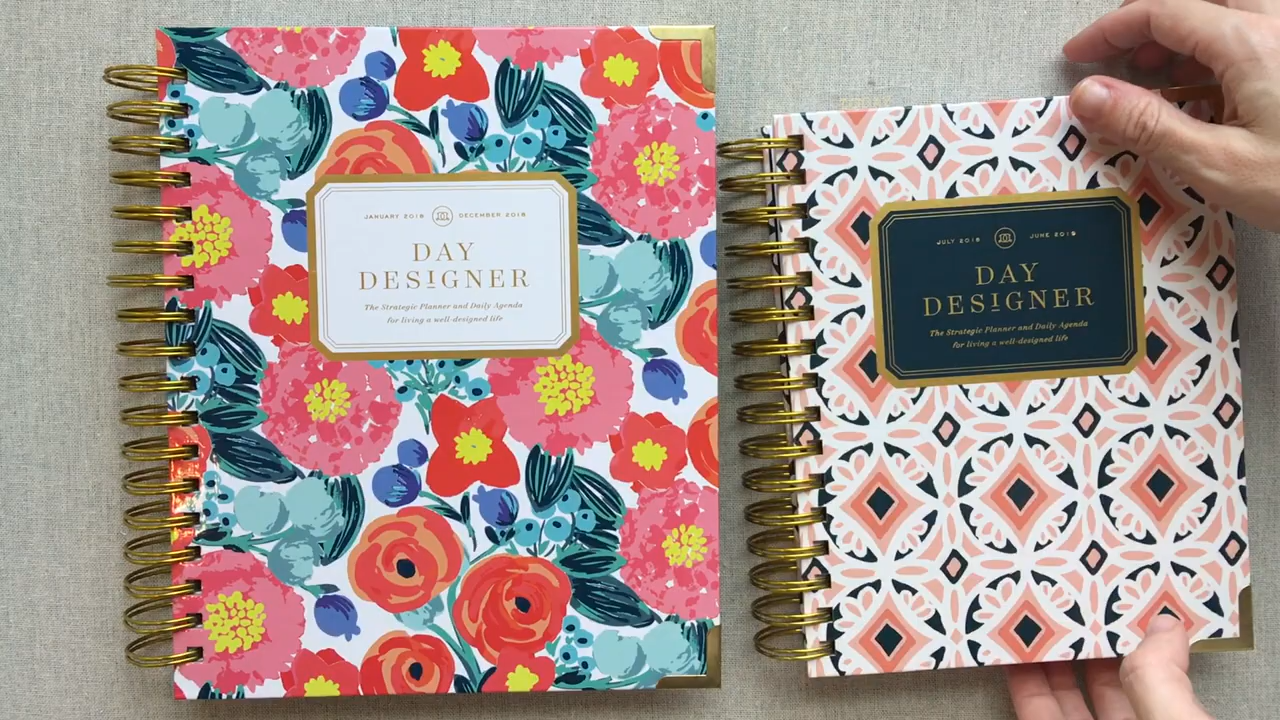 JANUARY 2018 DECEMBER 2018
DAY
DESIGNER
The Strategic Planner and Daily Agenda
for living a well-designed life
JULY 2018 JUNE 2019
DAY
DESIGNER
The Strategic Planner and Daily Agenda
for living a well-designed life